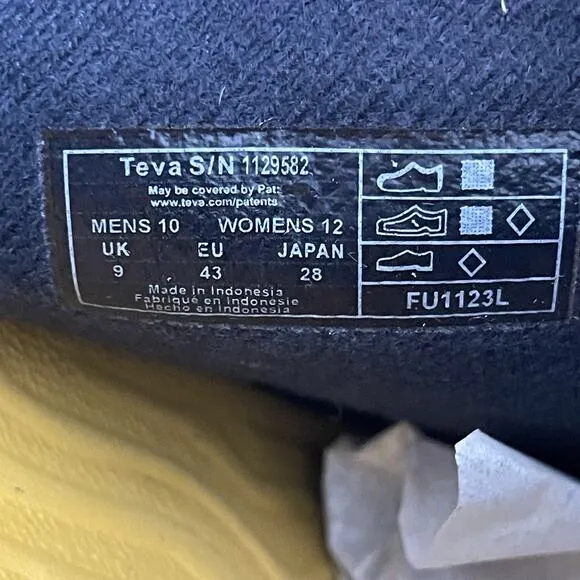 Teva S/N 1129582
May be covered by Pat:
www.teva.com/patents
MENS 10 WOMENS 12
UK EU JAPAN
9 43 28
Made in Indonesia
Fabriqué en Indonésie
Hecho en Indonesia
FU1123L